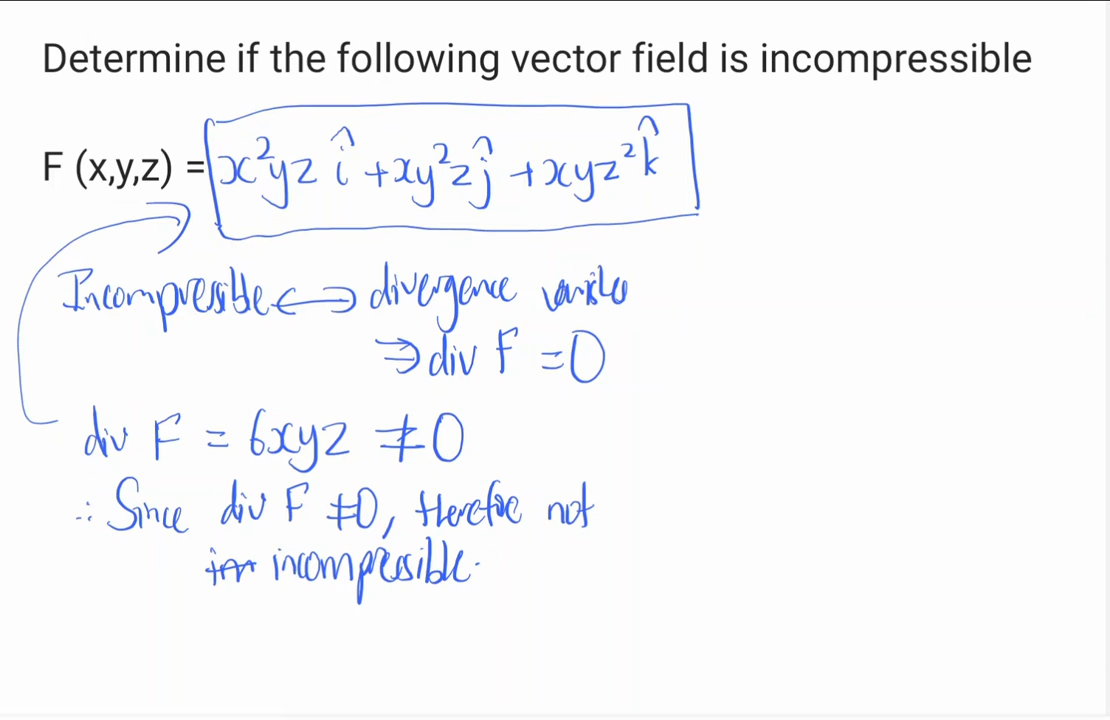 Determine if the following vector field is incompressible
F (x,y,z) = x²yz î + xy²z ĵ + xyz² k̂
Incompressible ⟺ divergence
⇒ div F = 0
div F = 6xyz ≠ 0
∴ Since div F ≠ 0, therefore not
incompressible.